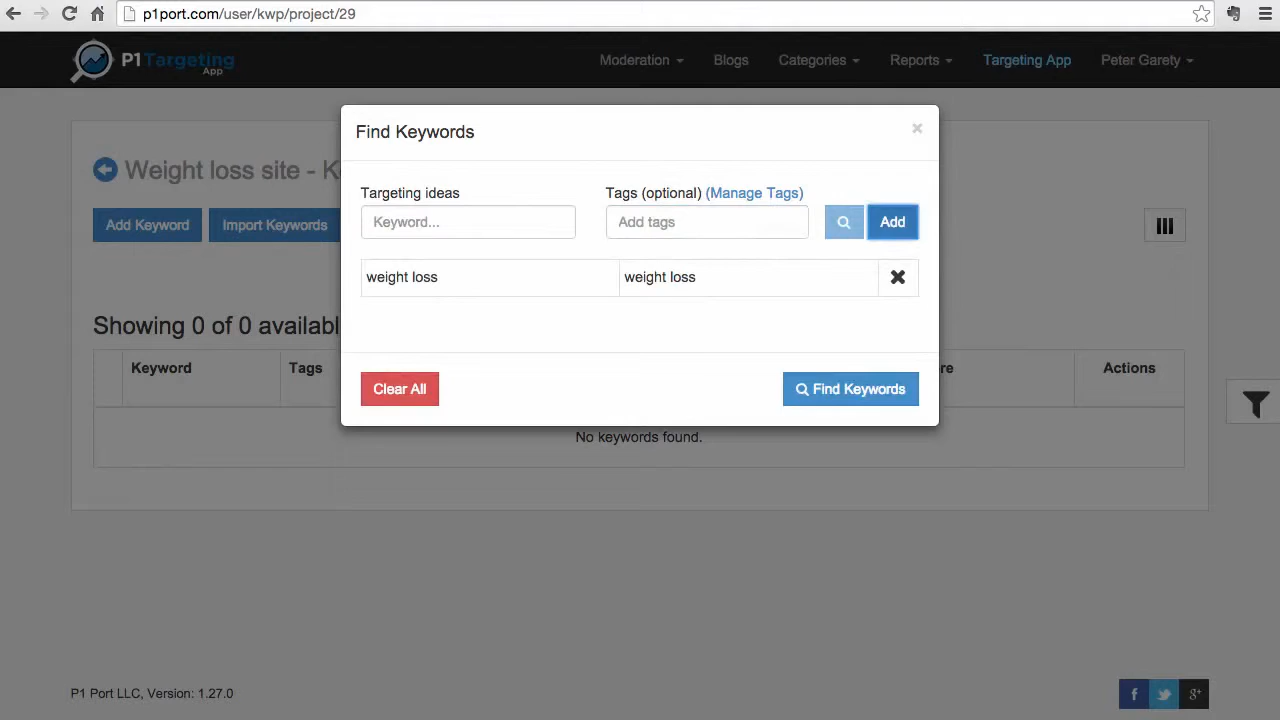 p1port.com/user/kwp/project/29
P1 Targeting App
Moderation Blogs Categories Reports Targeting App Peter Garety
Find Keywords ×
Weight loss site - K
Targeting ideas Tags (optional) (Manage Tags)
Add Keyword Import Keywords Keyword... Add tags Add
weight loss weight loss
Showing 0 of 0 availabl
Keyword Tags re Actions
Clear All Find Keywords
No keywords found.
P1 Port LLC, Version: 1.27.0 f g+